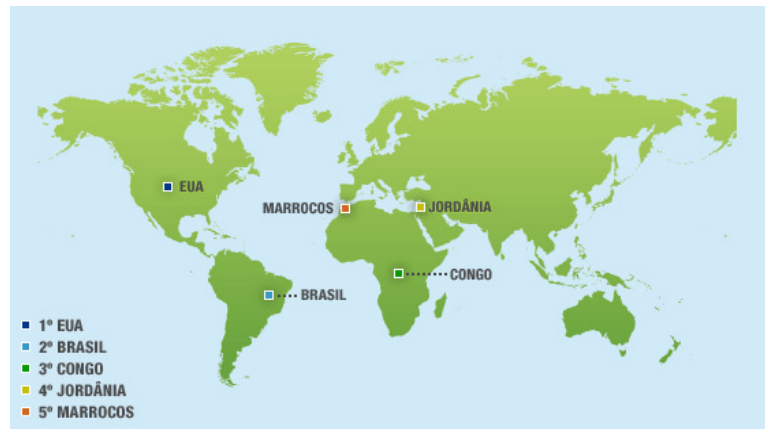 EUA
MARROCOS
JORDÂNIA
CONGO
BRASIL
1º EUA
2º BRASIL
3º CONGO
4º JORDÂNIA
5º MARROCOS